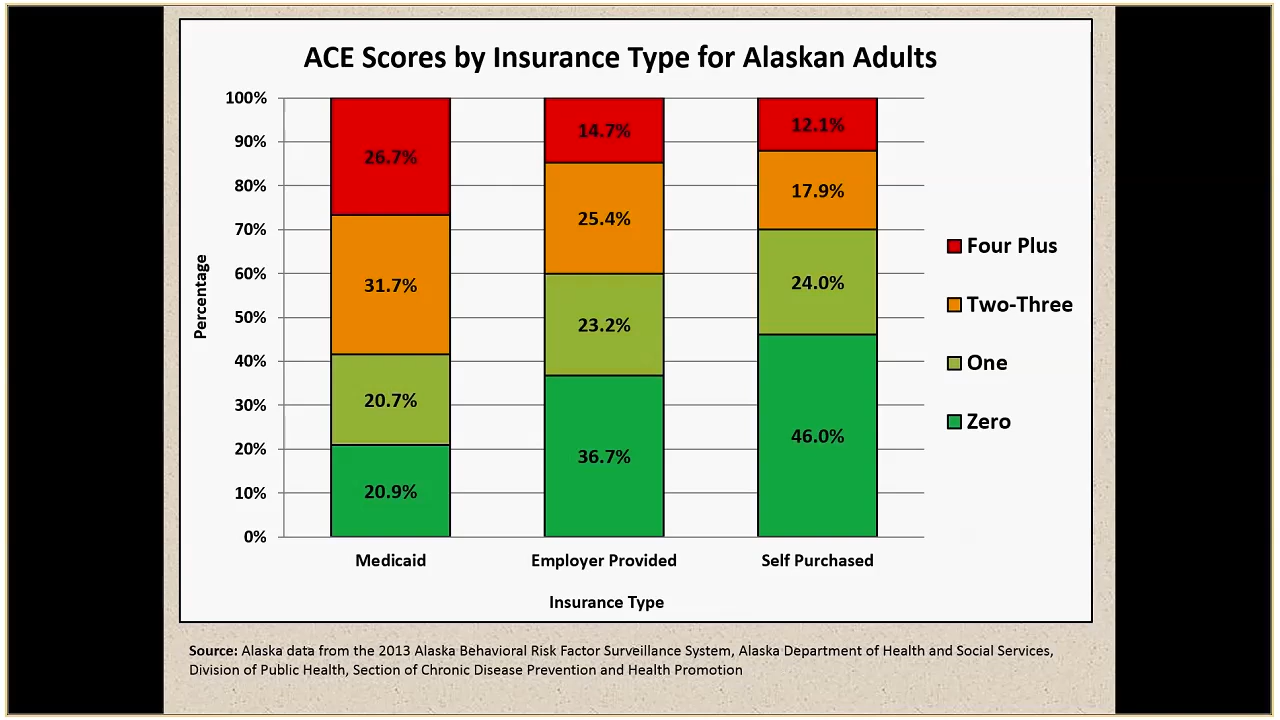 ACE Scores by Insurance Type for Alaskan Adults
100%
90%
80%
70%
60%
50%
40%
30%
20%
10%
0%
Percentage
26.7%
31.7%
20.7%
20.9%
14.7%
25.4%
23.2%
36.7%
12.1%
17.9%
24.0%
46.0%
Four Plus
Two-Three
One
Zero
Medicaid
Employer Provided
Self Purchased
Insurance Type
Source: Alaska data from the 2013 Alaska Behavioral Risk Factor Surveillance System, Alaska Department of Health and Social Services,
Division of Public Health, Section of Chronic Disease Prevention and Health Promotion